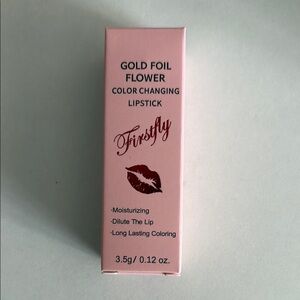 GOLD FOIL
FLOWER
COLOR CHANGING
LIPSTICK
Firstfly
·Moisturizing
·Dilute The Lip
·Long Lasting Coloring
3.5g/ 0.12 oz.